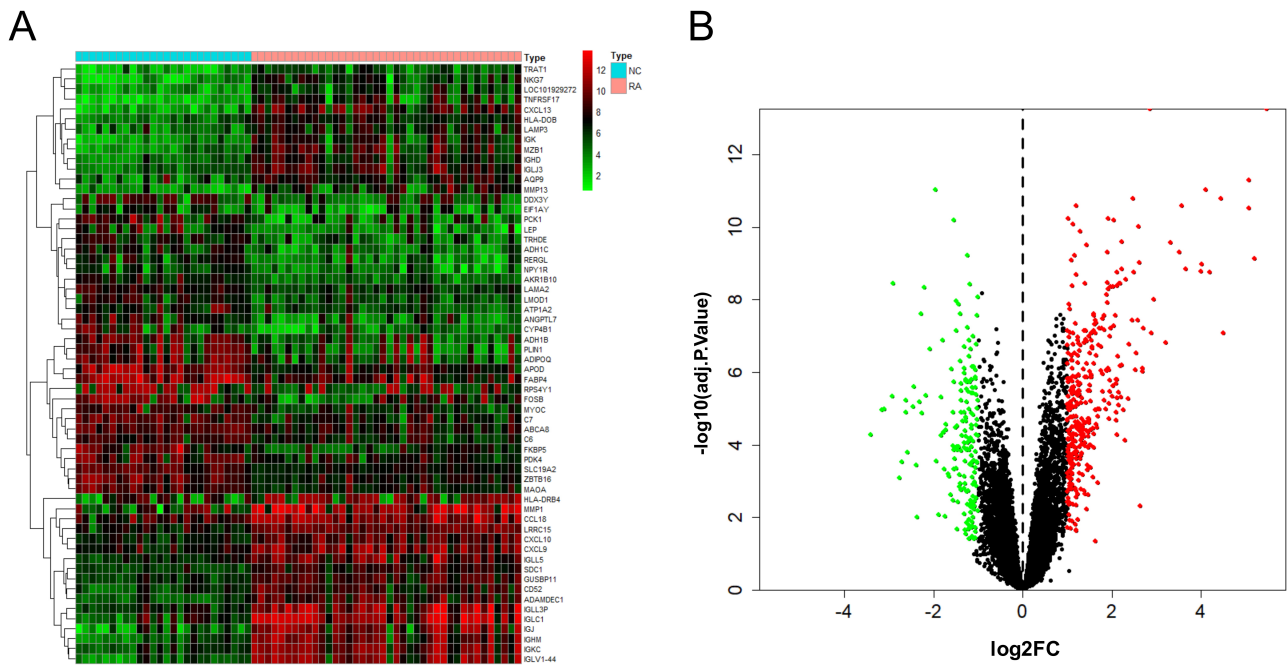 A
B
Type
TRAT1
NKG7
LOC101929272
TNFRSF17
CXCL13
HLA-DOB
LAMP3
IGK
MZB1
IGHD
IGLJ3
AQP9
MMP13
DDX3Y
EIF1AY
PCK1
LEP
TRHDE
ADH1C
RERGL
NPY1R
AKR1B10
LAMA2
LMOD1
ATP1A2
ANGPTL7
CYP4B1
ADH1B
PLIN1
ADIPOQ
APOD
FABP4
RPS4Y1
FOSB
MYOC
C7
ABCA8
C6
FKBP5
PDK4
SLC19A2
ZBTB16
MAOA
HLA-DRB4
MMP1
CCL18
LRRC15
CXCL10
CXCL9
IGLL5
SDC1
GUSBP11
CD52
ADAMDEC1
IGLL3P
IGLC1
IGJ
IGHM
IGKC
IGLV1-44
12
10
8
6
4
2
Type
NC
RA
-log10(adj.P.Value)
12
10
8
6
4
2
0
-4 -2 0 2 4
log2FC